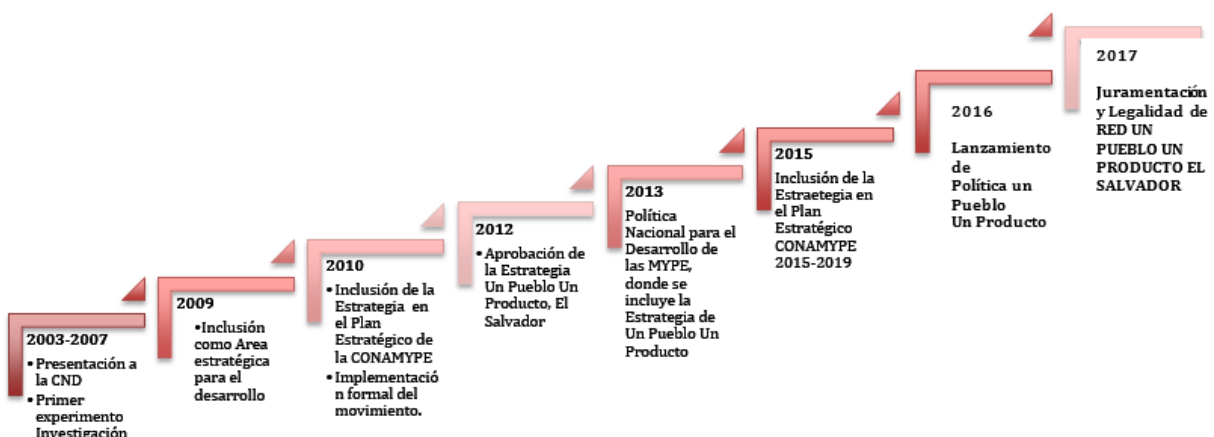 2003-2007
•Presentación a
la CND
•Primer
experimento
Investigación
2009
•Inclusión
como Area
estratégica
para el
desarrollo
2010
•Inclusión de la
Estrategia en
el Plan
Estratégico de
la CONAMYPE
•Implementació
n formal del
movimiento.
2012
•Aprobación de
la Estrategia
Un Pueblo Un
Producto, El
Salvador
2013
Política
Nacional para el
Desarrollo de
las MYPE,
donde se
incluye la
Estrategia de
Un Pueblo Un
Producto
2015
Inclusión de la
Estraetegia en
el Plan
Estratégico
CONAMYPE
2015-2019
2016
Lanzamiento
de
Política un
Pueblo
Un Producto
2017
Juramentación
y Legalidad de
RED UN
PUEBLO UN
PRODUCTO EL
SALVADOR